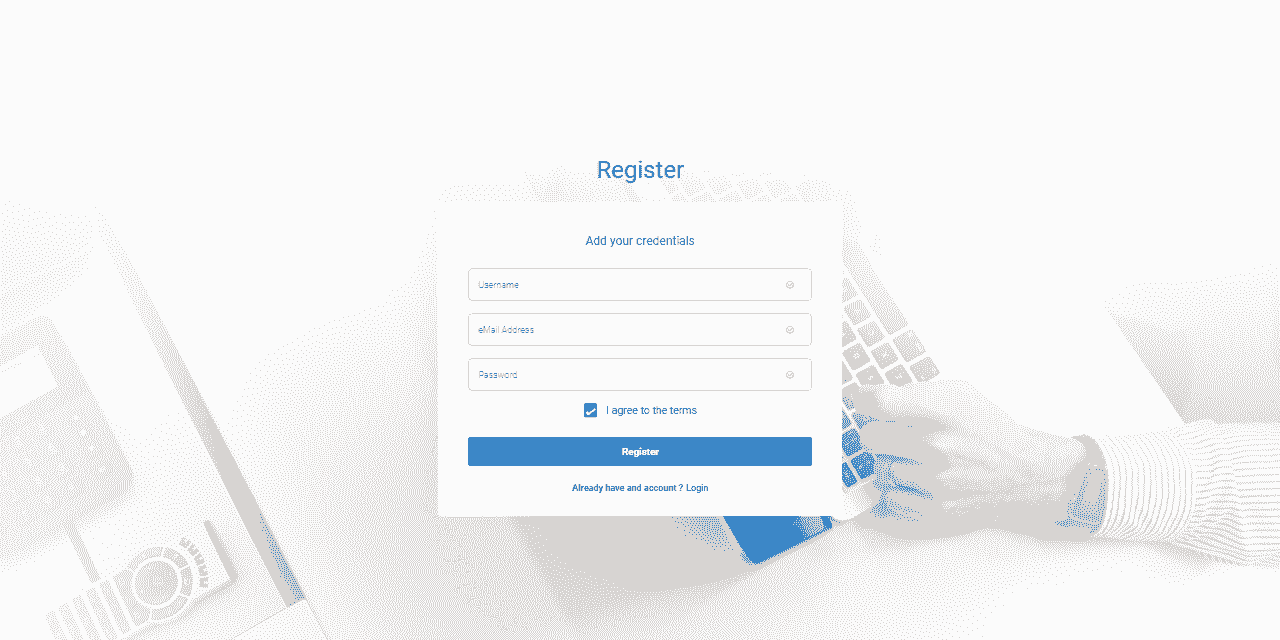 Register
Add your credentials
Username
eMail Address
Password
I agree to the terms
Register
Already have and account ? Login